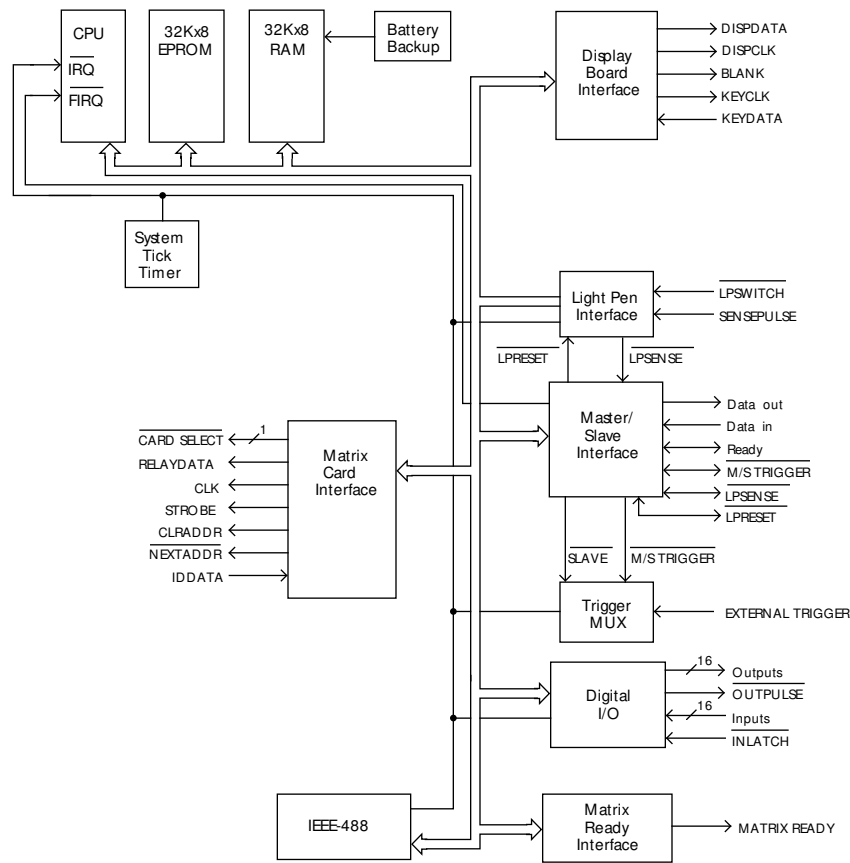 CPU
IRQ
FIRQ
32Kx8
EPROM
32Kx8
RAM
Battery
Backup
Display
Board
Interface
DISPDATA
DISPCLK
BLANK
KEYCLK
KEYDATA
System
Tick
Timer
Light Pen
Interface
LPSWITCH
SENSEPULSE
LPRESET
LPSENSE
Master/
Slave
Interface
Data out
Data in
Ready
M/S TRIGGER
LPSENSE
LPRESET
Matrix
Card
Interface
CARD SELECT
1
RELAYDATA
CLK
STROBE
CLRADDR
NEXTADDR
IDDATA
SLAVE
M/S TRIGGER
Trigger
MUX
EXTERNAL TRIGGER
Digital
I/O
16
Outputs
OUTPULSE
16
Inputs
INLATCH
IEEE-488
Matrix
Ready
Interface
MATRIX READY